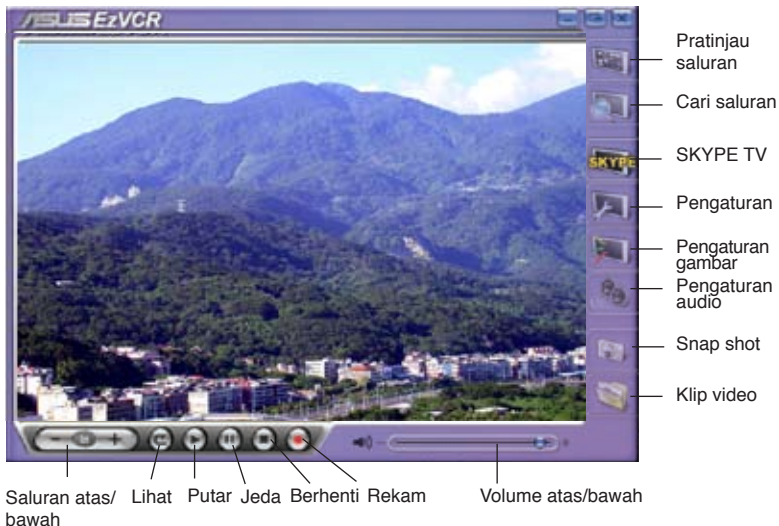 ASUS EzVCR
Pratinjau
saluran
Cari saluran
SKYPE
SKYPE TV
Pengaturan
Pengaturan
gambar
Pengaturan
audio
Snap shot
Klip video
Saluran atas/
bawah
Lihat
Putar
Jeda
Berhenti
Rekam
Volume atas/bawah